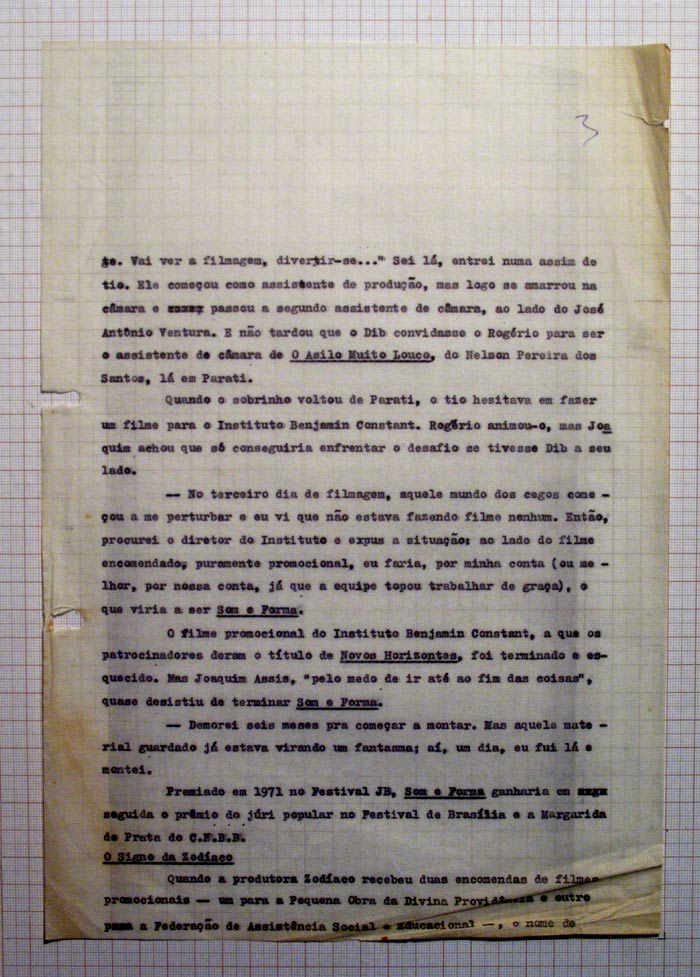 3
te. Vai ver a filmagem, divertir-se..." Sei lá, entrei numa assim de
tio. Ele começou como assistente de produção, mas logo se amarrou na
câmara e passou a segundo assistente de câmara, ao lado do José
Antônio Ventura. E não tardou que o Dib convidasse o Rogério para ser
o assistente de câmara de O Asilo Muito Louco, do Nelson Pereira dos
Santos, lá em Parati.
Quando o sobrinho voltou de Parati, o tio hesitava em fazer
um filme para o Instituto Benjamin Constant. Rogério animou-o, mas Joa
quim achou que só conseguiria enfrentar o desafio se tivesse Dib a seu
lado.
— No terceiro dia de filmagem, aquele mundo dos cegos come -
çou a me perturbar e eu vi que não estava fazendo filme nenhum. Então,
procurei o diretor do Instituto e expus a situação: ao lado do filme
encomendado, puramente promocional, eu faria, por minha conta (ou me -
lhor, por nossa conta, já que a equipe topou trabalhar de graça), o
que viria a ser Som e Forma.
O filme promocional do Instituto Benjamin Constant, a que os
patrocinadores deram o título de Novos Horizontes, foi terminado e es-
quecido. Mas Joaquim Assis, "pelo medo de ir até ao fim das coisas",
quase desistiu de terminar Som e Forma.
— Demorei seis meses pra começar a montar. Mas aquele mate -
rial guardado já estava virando um fantasma; aí, um dia, eu fui lá e
montei.
Premiado em 1971 no Festival JB, Som e Forma ganharia em
seguida o prêmio do júri popular no Festival de Brasília e a Margarida
de Prata do C.N.B.B.
O Signo da Zodíaco
Quando a produtora Zodíaco recebeu duas encomendas de filmes
promocionais — um para a Pequena Obra da Divina Providência e outro
para a Federação de Assistência Social e Educacional —, o nome de